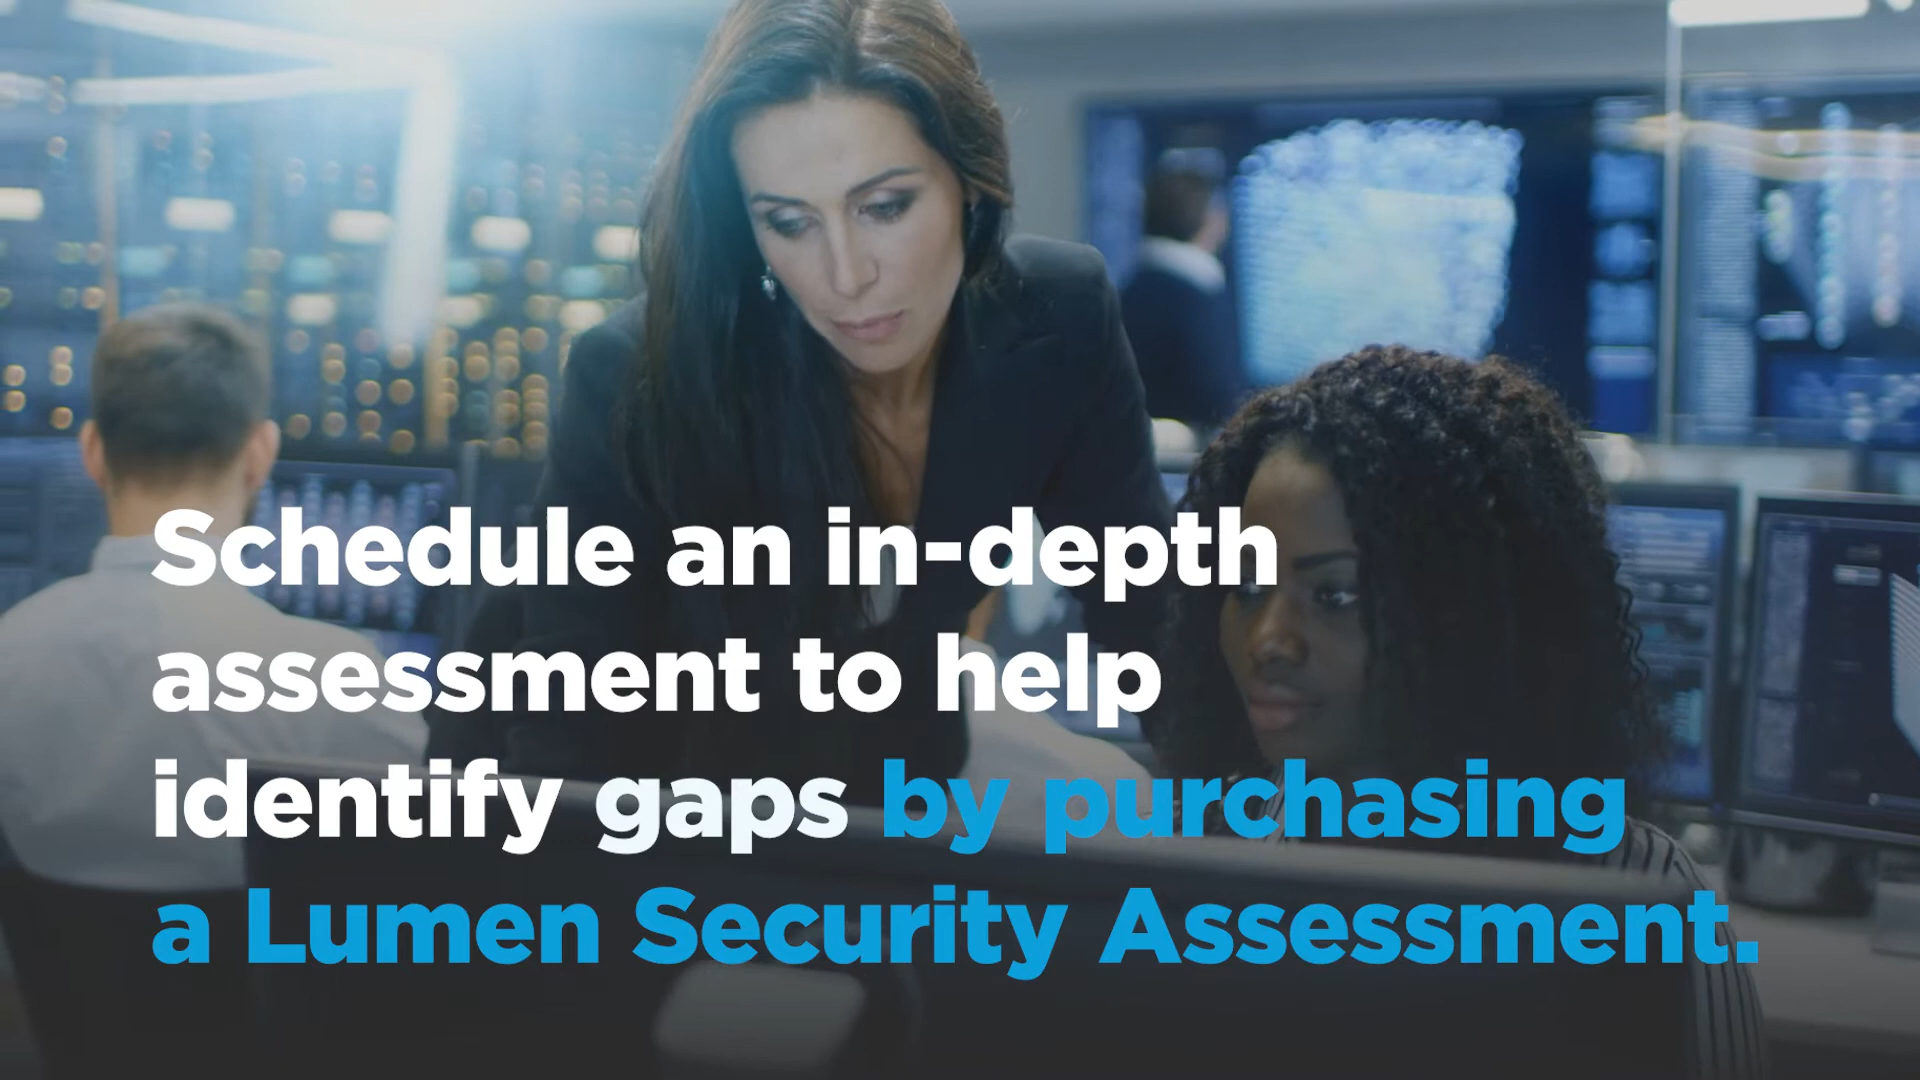 Schedule an in-depth
assessment to help
identify gaps by purchasing
a Lumen Security Assessment.